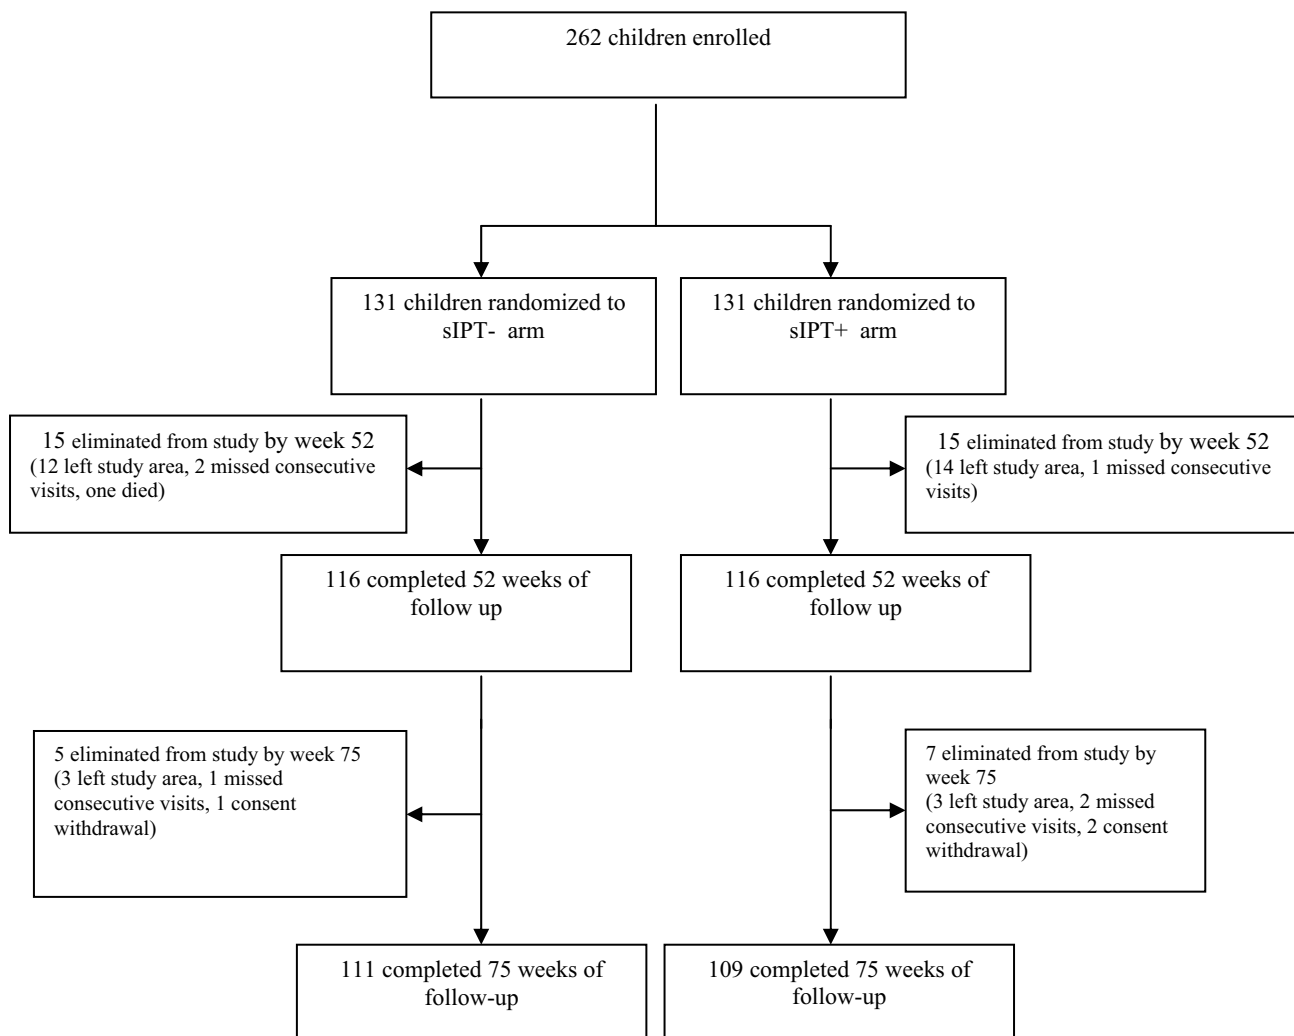 262 children enrolled
131 children randomized to
sIPT- arm
131 children randomized to
sIPT+ arm
15 eliminated from study by week 52
(12 left study area, 2 missed consecutive
visits, one died)
15 eliminated from study by week 52
(14 left study area, 1 missed consecutive
visits)
116 completed 52 weeks of
follow up
116 completed 52 weeks of
follow up
5 eliminated from study by week 75
(3 left study area, 1 missed
consecutive visits, 1 consent
withdrawal)
7 eliminated from study by
week 75
(3 left study area, 2 missed
consecutive visits, 2 consent
withdrawal)
111 completed 75 weeks of
follow-up
109 completed 75 weeks of
follow-up